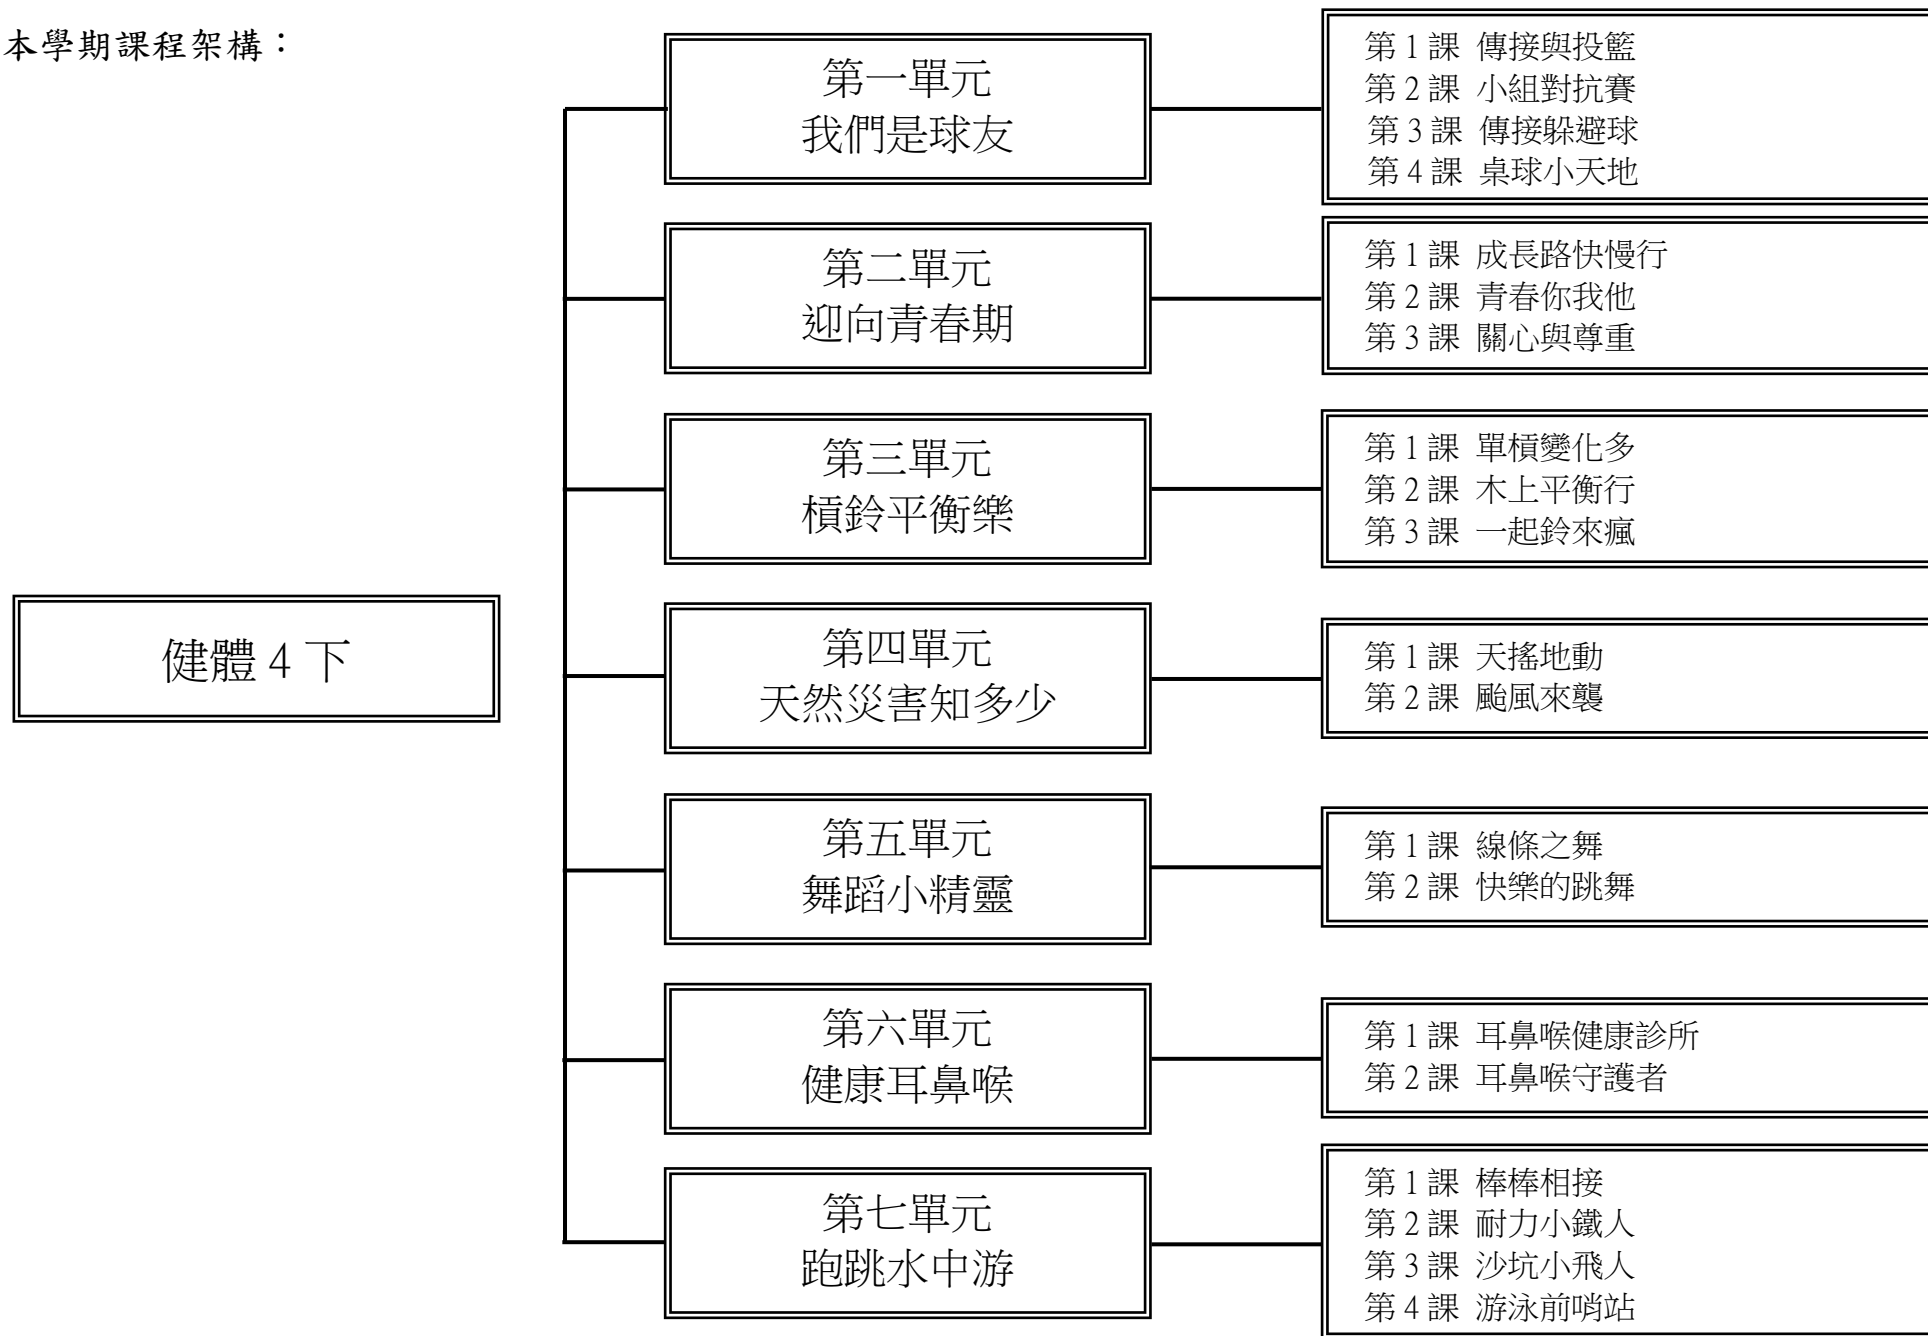 本學期課程架構：
健體 4 下
第一單元
我們是球友
第 1 課 傳接與投籃
第 2 課 小組對抗賽
第 3 課 傳接躲避球
第 4 課 桌球小天地
第二單元
迎向青春期
第 1 課 成長路快慢行
第 2 課 青春你我他
第 3 課 關心與尊重
第三單元
槓鈴平衡樂
第 1 課 單槓變化多
第 2 課 木上平衡行
第 3 課 一起鈴來瘋
第四單元
天然災害知多少
第 1 課 天搖地動
第 2 課 颱風來襲
第五單元
舞蹈小精靈
第 1 課 線條之舞
第 2 課 快樂的跳舞
第六單元
健康耳鼻喉
第 1 課 耳鼻喉健康診所
第 2 課 耳鼻喉守護者
第七單元
跑跳水中游
第 1 課 棒棒相接
第 2 課 耐力小鐵人
第 3 課 沙坑小飛人
第 4 課 游泳前哨站